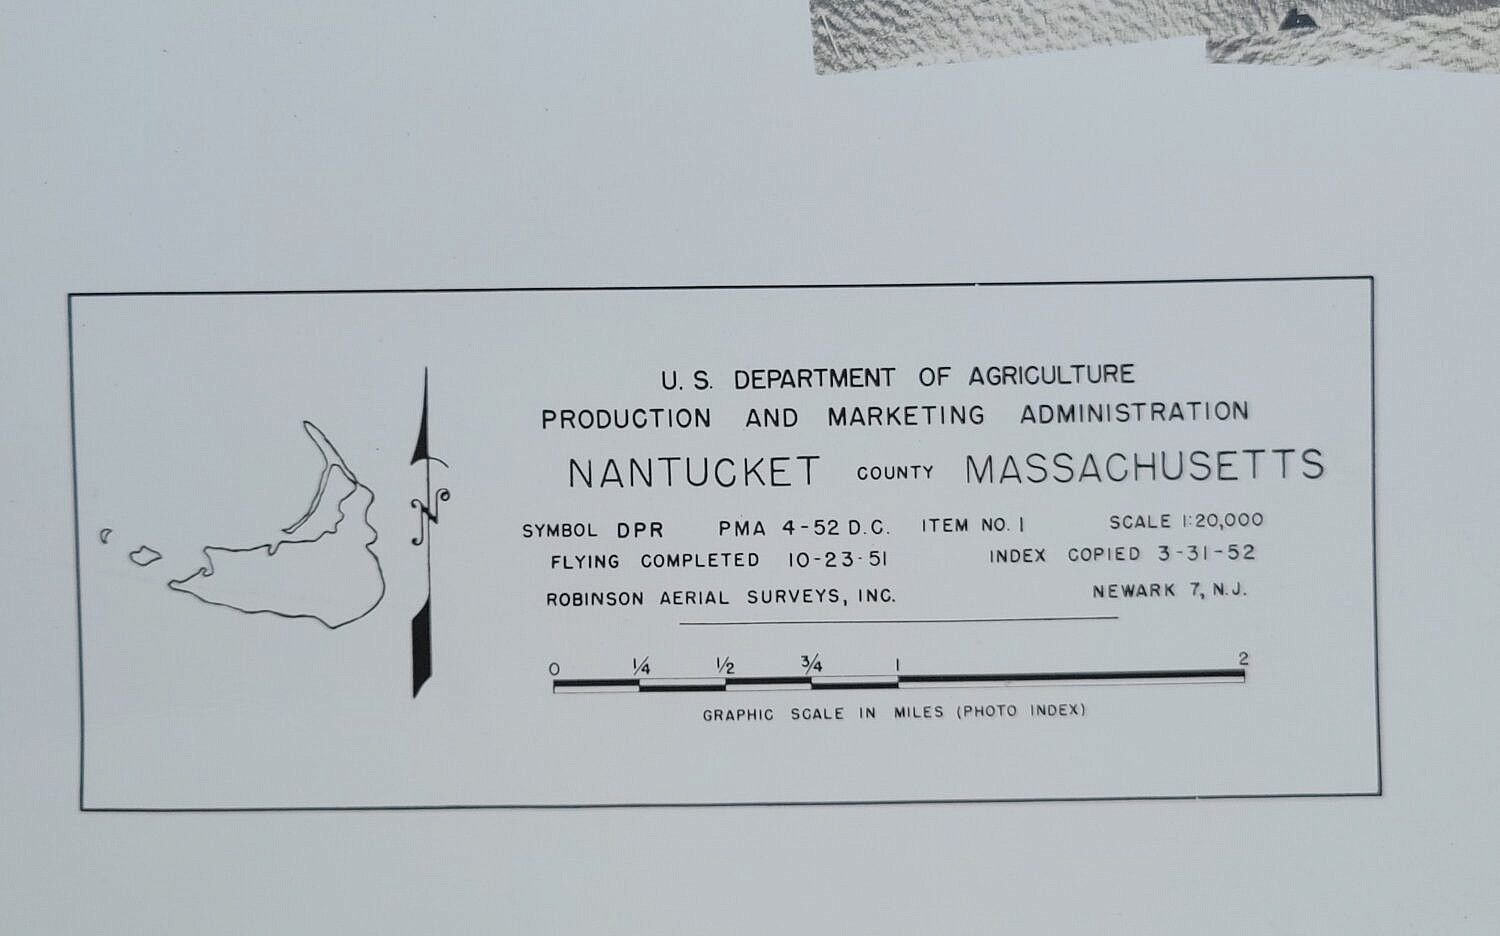 U. S. DEPARTMENT OF AGRICULTURE
PRODUCTION AND MARKETING ADMINISTRATION
NANTUCKET COUNTY MASSACHUSETTS
SYMBOL DPR PMA 4-52 D.C. ITEM NO. 1 SCALE 1:20,000
FLYING COMPLETED 10-23-51 INDEX COPIED 3-31-52
ROBINSON AERIAL SURVEYS, INC. NEWARK 7, N.J.
0 1/4 1/2 3/4 1 2
GRAPHIC SCALE IN MILES (PHOTO INDEX)
N